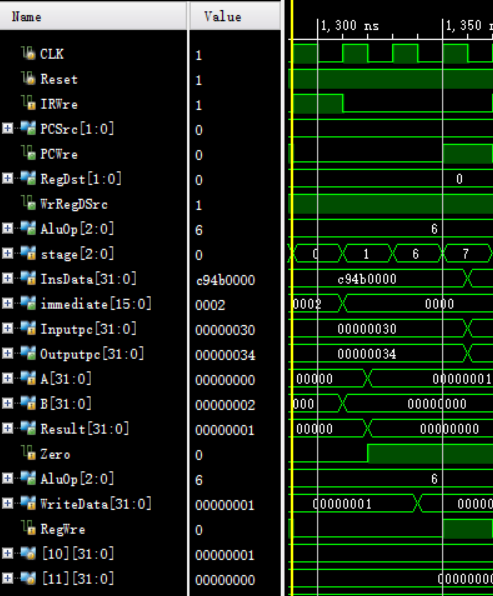 Name Value
1,300 ns 1,350 n
CLK 1
Reset 1
IRWre 1
PCSrc[1:0] 0
PCWre 0
RegDst[1:0] 0 0
WrRegDSrc 1
AluOp[2:0] 6 6
stage[2:0] 0 0 1 6 7
InsData[31:0] c94b0000 c94b0000
immediate[15:0] 0002 0002 0000
Inputpc[31:0] 00000030 00000030
Outputpc[31:0] 00000034 00000034
A[31:0] 00000000 00000 00000001
B[31:0] 00000002 000 00000000
Result[31:0] 00000001 00000 00000000
Zero 0
AluOp[2:0] 6 6
WriteData[31:0] 00000001 00000001 00000
RegWre 0
[10][31:0] 00000001
[11][31:0] 00000000 00000000